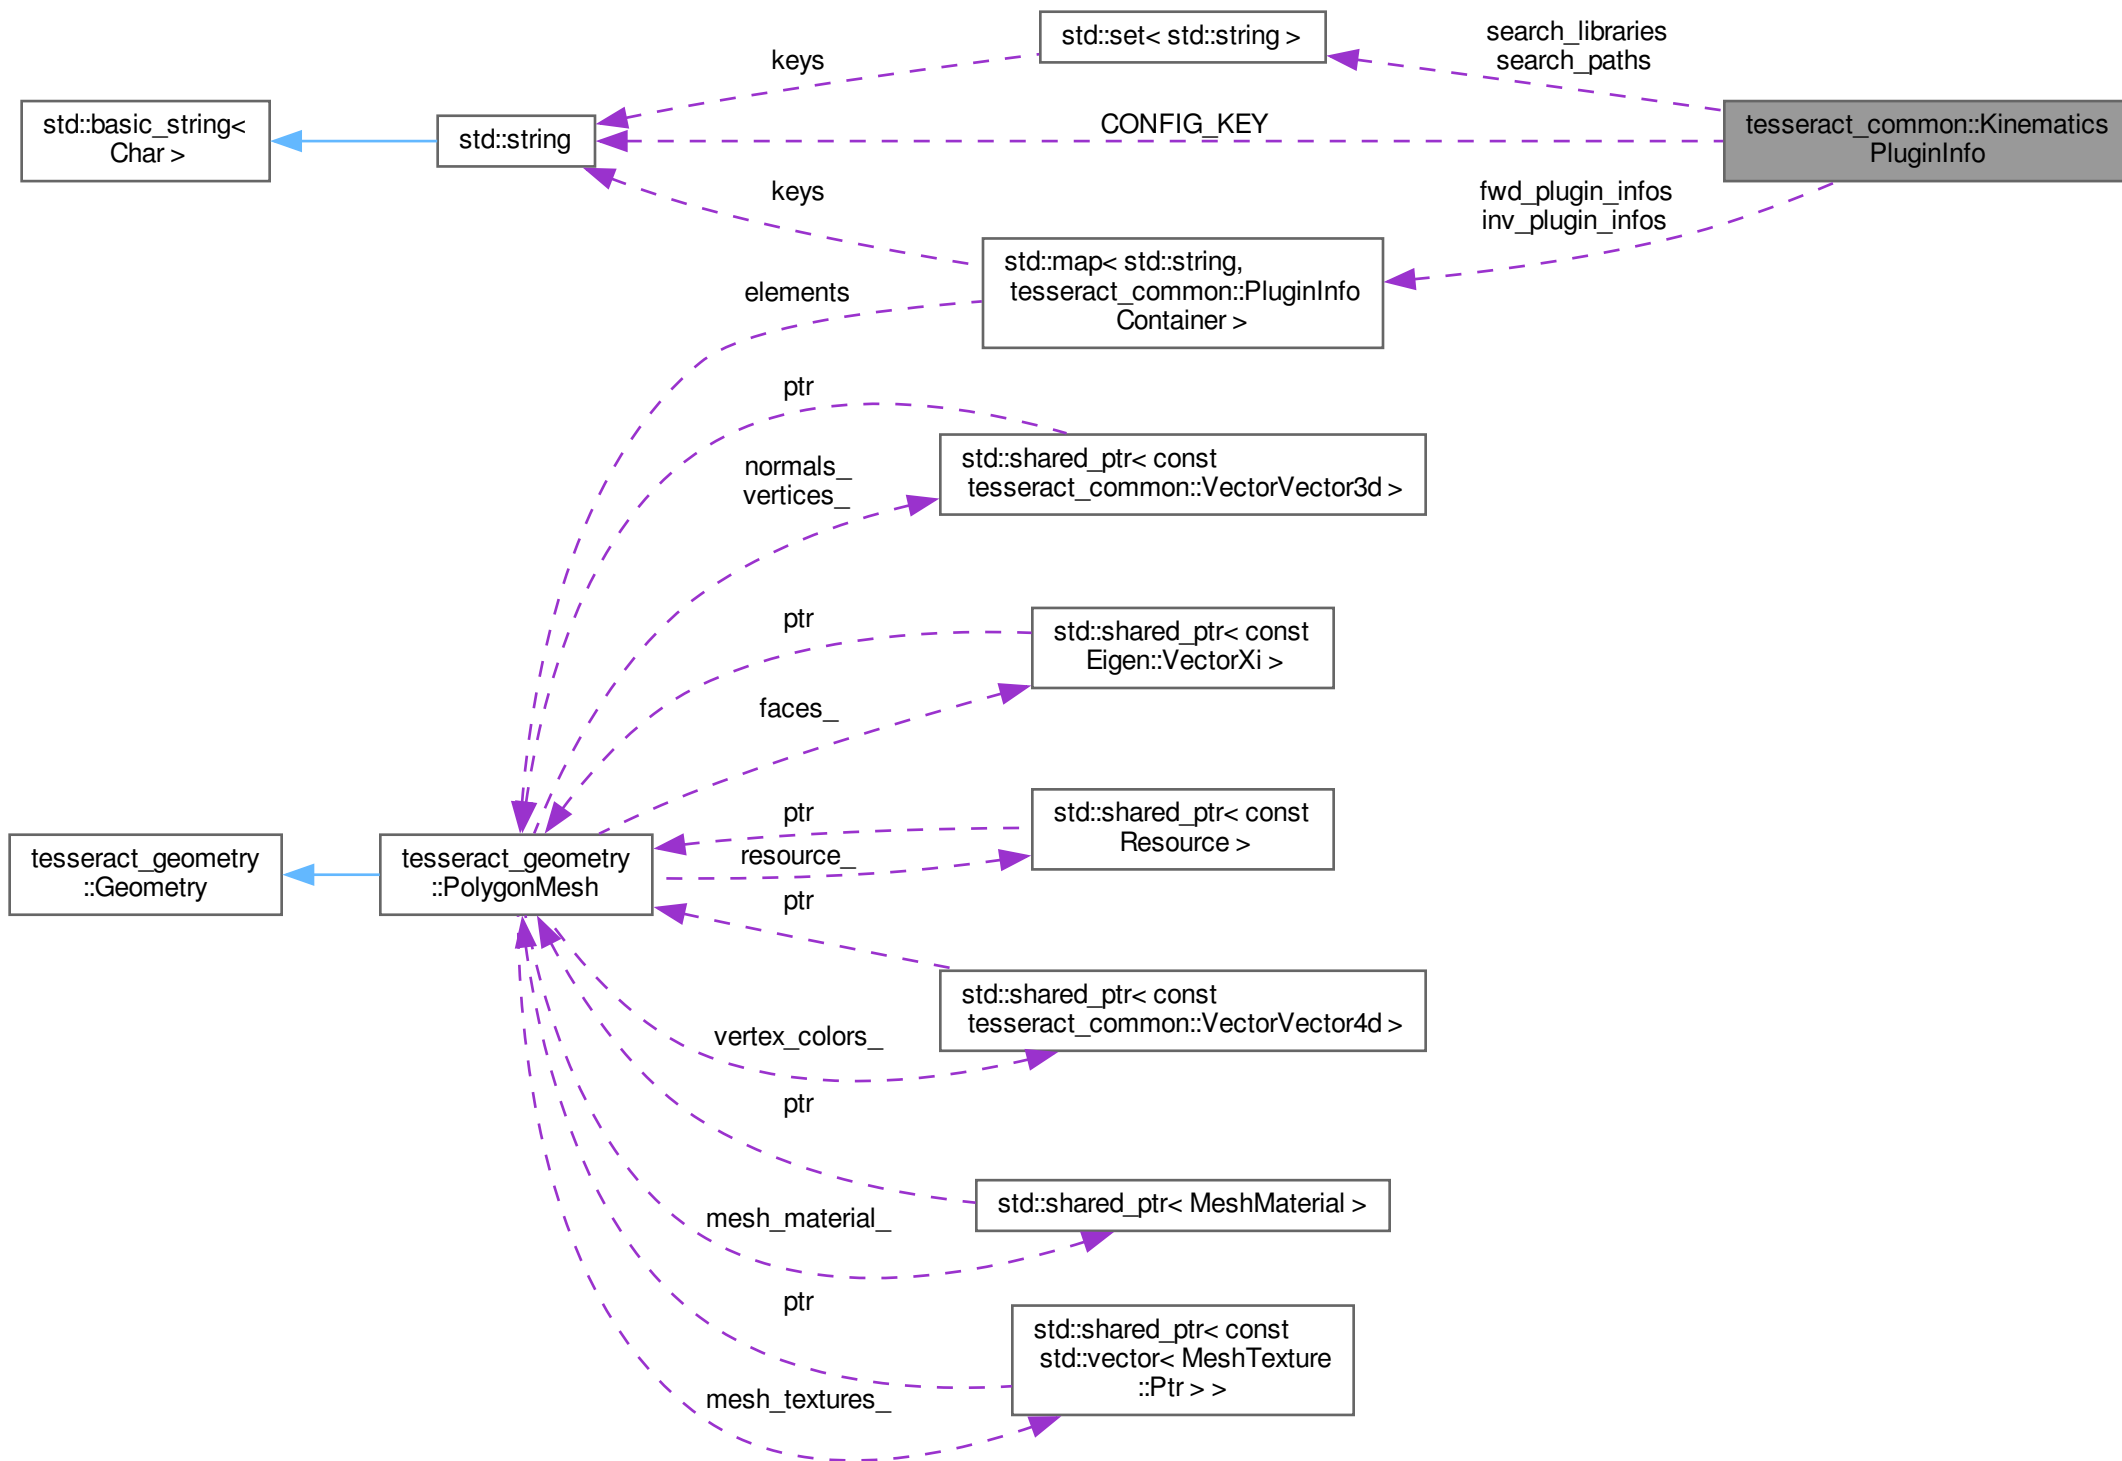 std::set< std::string >
search_libraries
search_paths
keys
std::basic_string<
Char >
std::string
CONFIG_KEY
tesseract_common::Kinematics
PluginInfo
keys
fwd_plugin_infos
inv_plugin_infos
std::map< std::string,
tesseract_common::PluginInfo
Container >
elements
ptr
std::shared_ptr< const
tesseract_common::VectorVector3d >
normals_
vertices_
ptr
std::shared_ptr< const
Eigen::VectorXi >
faces_
ptr
std::shared_ptr< const
Resource >
tesseract_geometry
::Geometry
tesseract_geometry
::PolygonMesh
resource_
ptr
std::shared_ptr< const
tesseract_common::VectorVector4d >
vertex_colors_
ptr
std::shared_ptr< MeshMaterial >
mesh_material_
ptr
std::shared_ptr< const
std::vector< MeshTexture
::Ptr > >
mesh_textures_